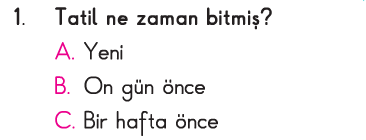 1. Tatil ne zaman bitmiş?
A. Yeni
B. On gün önce
C. Bir hafta önce